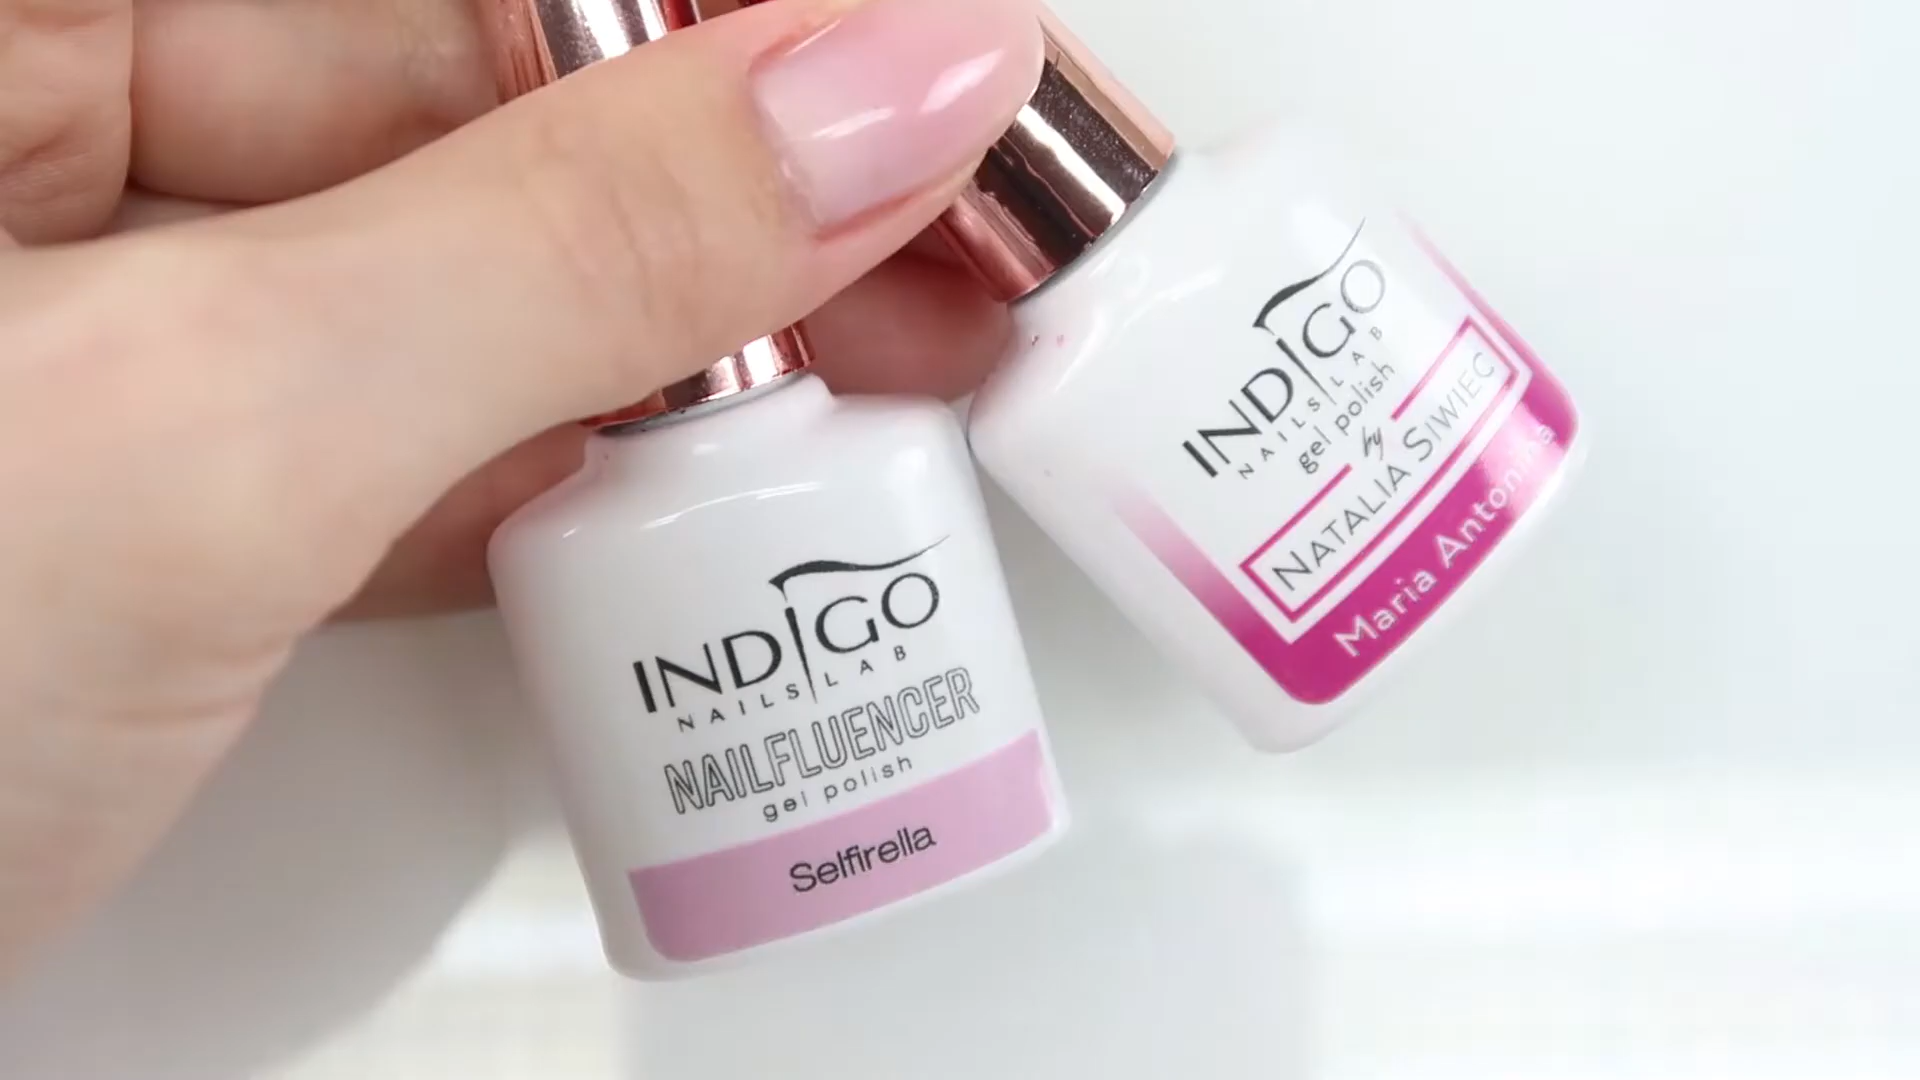 INDIGO
NAILS LAB
NAILFLUENCER
gel polish
Selfirella
INDIGO
NAILS LAB
gel polish
by
NATALIA SIWIEC
Maria Antonina